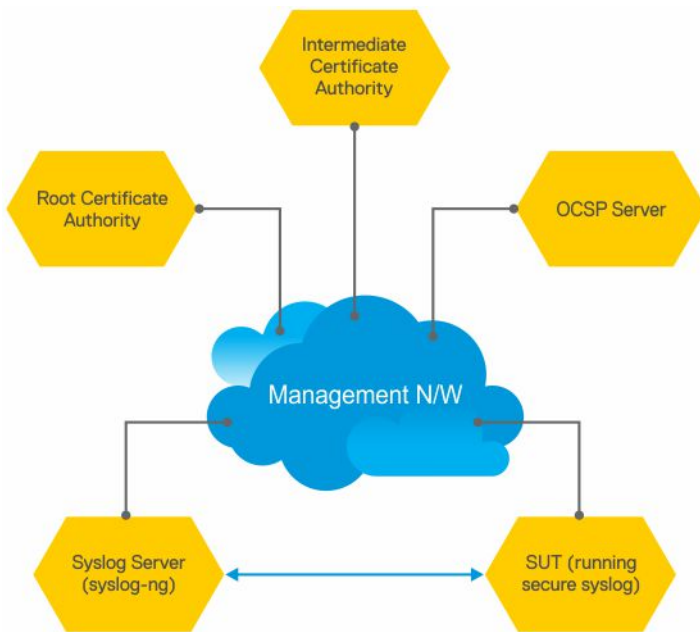 Intermediate
Certificate
Authority
Root Certificate
Authority
OCSP Server
Management N/W
Syslog Server
(syslog-ng)
SUT (running
secure syslog)